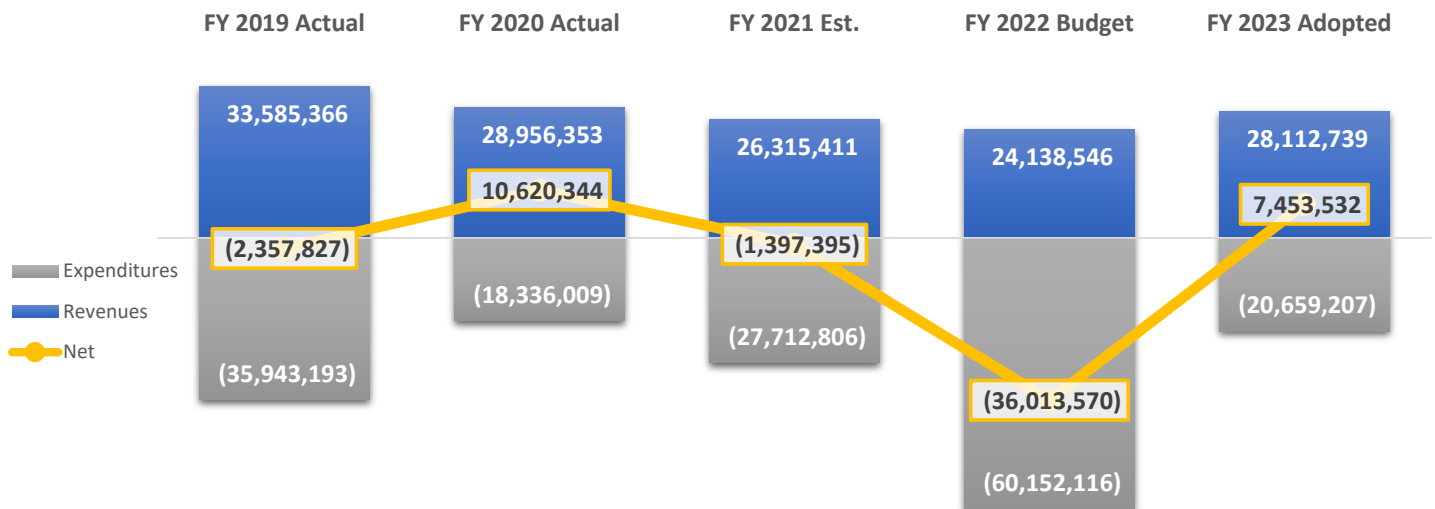 FY 2019 Actual FY 2020 Actual FY 2021 Est. FY 2022 Budget FY 2023 Adopted
33,585,366 28,956,353 26,315,411 24,138,546 28,112,739
(2,357,827) 10,620,344 (1,397,395) (36,013,570) 7,453,532
(35,943,193) (18,336,009) (27,712,806) (60,152,116) (20,659,207)
Expenditures
Revenues
Net